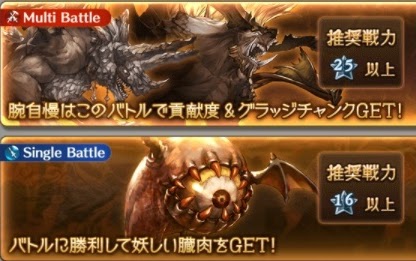 Multi Battle
推奨戦力
25 以上
腕自慢はこのバトルで貢献度&グラッジチャンクGET!
Single Battle
推奨戦力
16 以上
バトルに勝利して妖しい臓肉をGET!